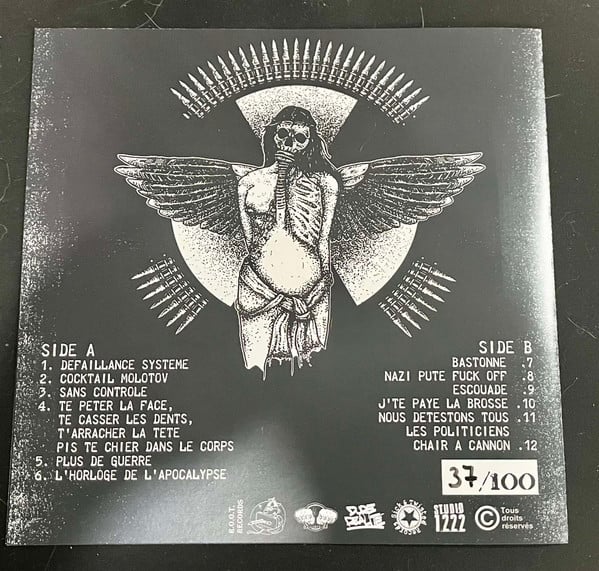 SIDE A
1. DEFAILLANCE SYSTEME
2. COCKTAIL MOLOTOV
3. SANS CONTROLE
4. TE PETER LA FACE,
TE CASSER LES DENTS,
T'ARRACHER LA TETE
PIS TE CHIER DANS LE CORPS
5. PLUS DE GUERRE
6. L'HORLOGE DE L'APOCALYPSE
SIDE B
BASTONNE .7
NAZI PUTE FUCK OFF .8
ESCOUADE .9
J'TE PAYE LA BROSSE .10
NOUS DETESTONS TOUS .11
LES POLITICIENS
CHAIR A CANNON .12
37/100
R.O.O.T.
RECORDS
DURE
REALITE
STUDIO
1222
C
Tous
droits
réservés